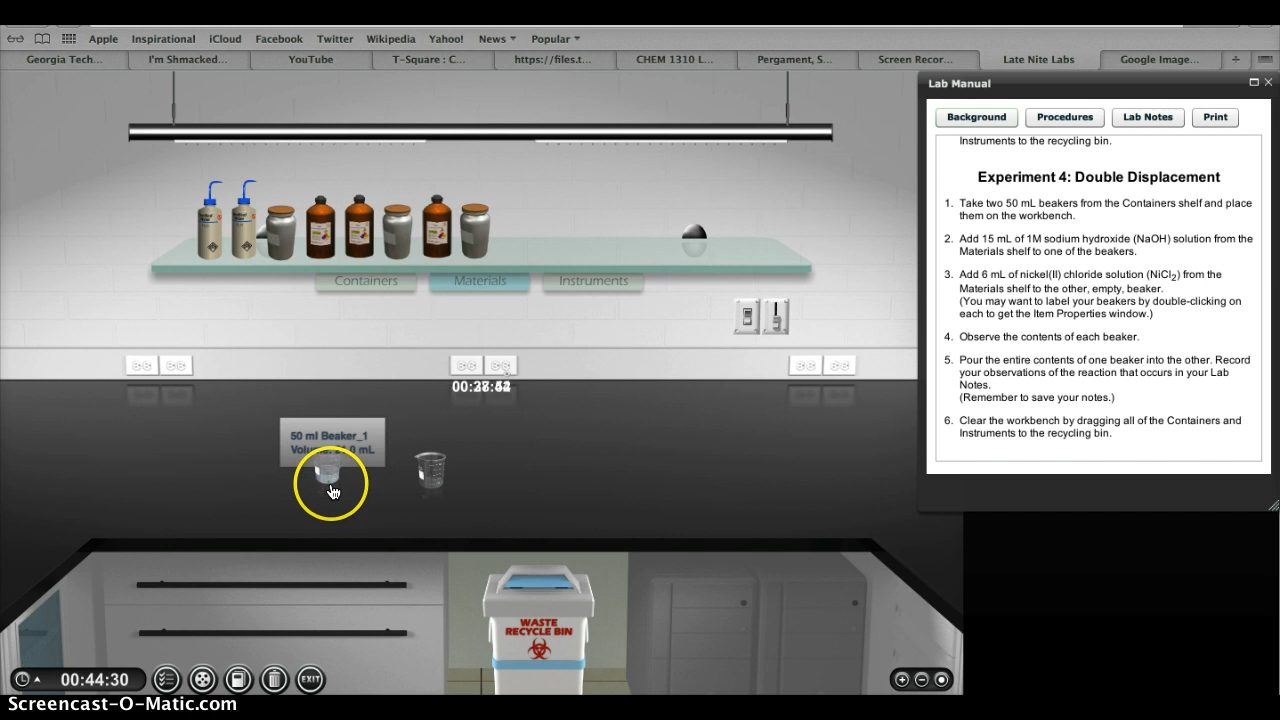 Apple Inspirational iCloud Facebook Twitter Wikipedia Yahoo! News Popular
Georgia Tech... I'm Shmacked... YouTube T-Square : C... https://files.t... CHEM 1310 L... Pergament, S... Screen Recor... Late Nite Labs Google Image...
Lab Manual
Background Procedures Lab Notes Print
Instruments to the recycling bin.
Experiment 4: Double Displacement
1. Take two 50 mL beakers from the Containers shelf and place
them on the workbench.
2. Add 15 mL of 1M sodium hydroxide (NaOH) solution from the
Materials shelf to one of the beakers.
3. Add 6 mL of nickel(II) chloride solution (NiCl2) from the
Materials shelf to the other, empty, beaker.
(You may want to label your beakers by double-clicking on
each to get the Item Properties window.)
4. Observe the contents of each beaker.
5. Pour the entire contents of one beaker into the other. Record
your observations of the reaction that occurs in your Lab
Notes.
(Remember to save your notes.)
6. Clear the workbench by dragging all of the Containers and
Instruments to the recycling bin.
Containers Materials Instruments
50 ml Beaker_1
mL
WASTE
RECYCLE BIN
00:44:30
EXIT
Screencast-O-Matic.com